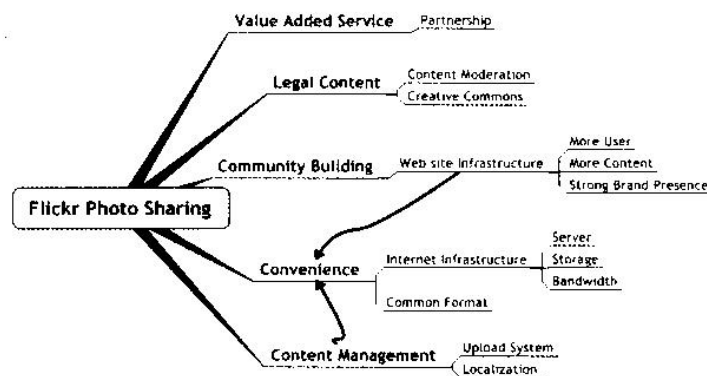 Value Added Service
Partnership
Legal Content
Content Moderation
Creative Commons
Community Building
Web site Infrastructure
More User
More Content
Strong Brand Presence
Flickr Photo Sharing
Convenience
Internet Infrastructure
Server
Storage
Bandwidth
Common Format
Content Management
Upload System
Localization